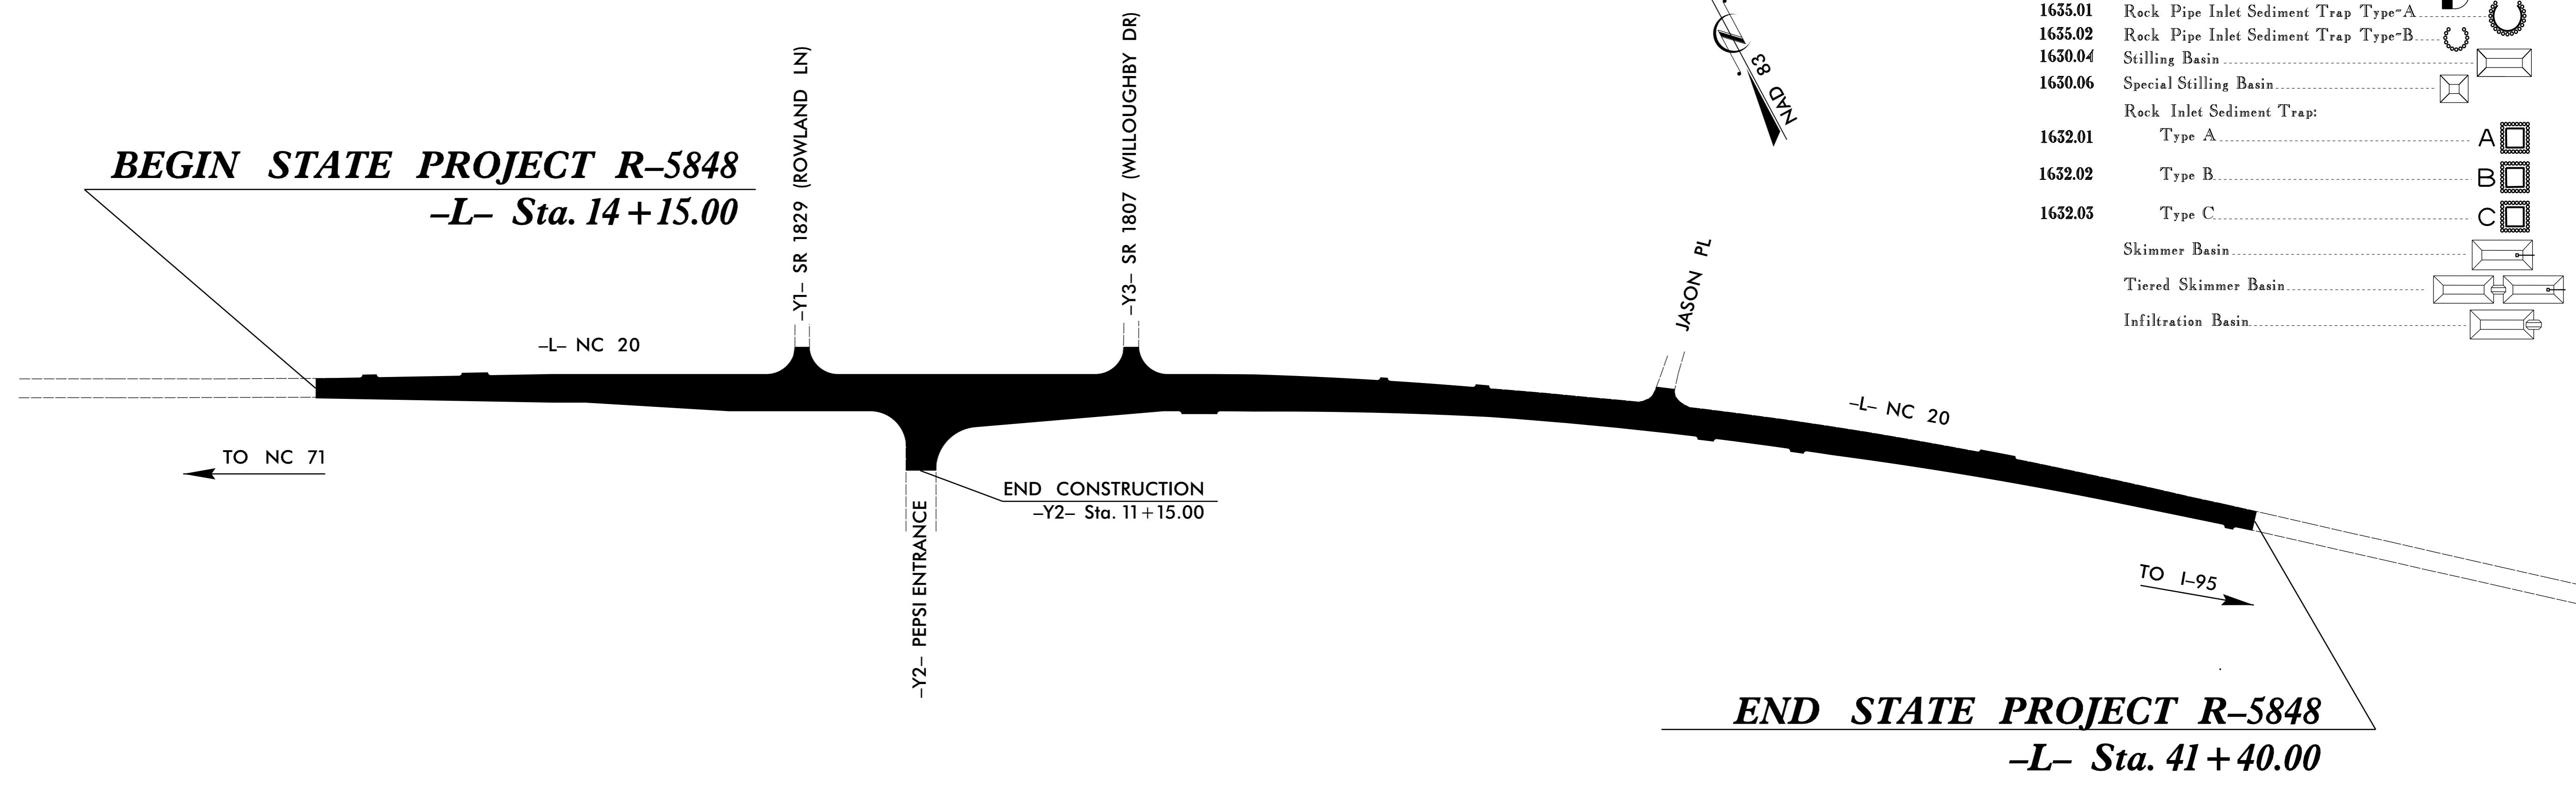 1635.01 Rock Pipe Inlet Sediment Trap Type-A
1635.02 Rock Pipe Inlet Sediment Trap Type-B
1630.04 Stilling Basin
1630.06 Special Stilling Basin
Rock Inlet Sediment Trap:
1632.01 Type A A
1632.02 Type B B
1632.03 Type C C
Skimmer Basin
Tiered Skimmer Basin
Infiltration Basin
NAD 83
BEGIN STATE PROJECT R-5848
-L- Sta. 14+15.00
-Y1- SR 1829 (ROWLAND LN)
-Y3- SR 1807 (WILLOUGHBY DR)
JASON PL
-L- NC 20
-L- NC 20
TO NC 71
END CONSTRUCTION
-Y2- Sta. 11+15.00
-Y2- PEPSI ENTRANCE
TO I-95
END STATE PROJECT R-5848
-L- Sta. 41+40.00